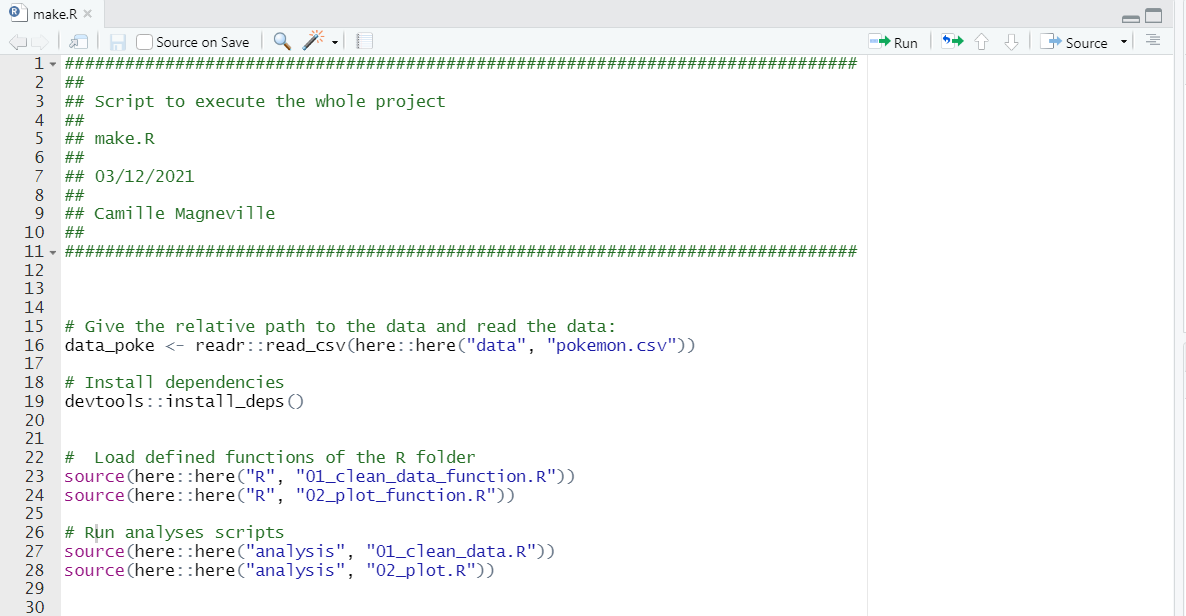 make.R
Source on Save
Run
Source
1 ###############################################################################
2 ##
3 ## Script to execute the whole project
4 ##
5 ## make.R
6 ##
7 ## 03/12/2021
8 ##
9 ## Camille Magneville
10 ##
11 ###############################################################################
12
13
14
15 # Give the relative path to the data and read the data:
16 data_poke <- readr::read_csv(here::here("data", "pokemon.csv"))
17
18 # Install dependencies
19 devtools::install_deps()
20
21
22 #  Load defined functions of the R folder
23 source(here::here("R", "01_clean_data_function.R"))
24 source(here::here("R", "02_plot_function.R"))
25
26 # Run analyses scripts
27 source(here::here("analysis", "01_clean_data.R"))
28 source(here::here("analysis", "02_plot.R"))
29
30